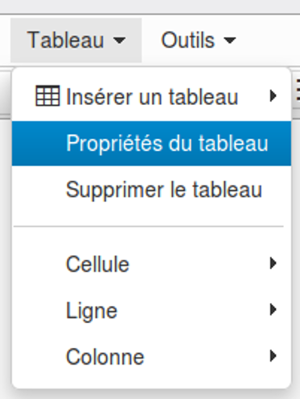 Tableau Outils
Insérer un tableau
Propriétés du tableau
Supprimer le tableau
Cellule
Ligne
Colonne